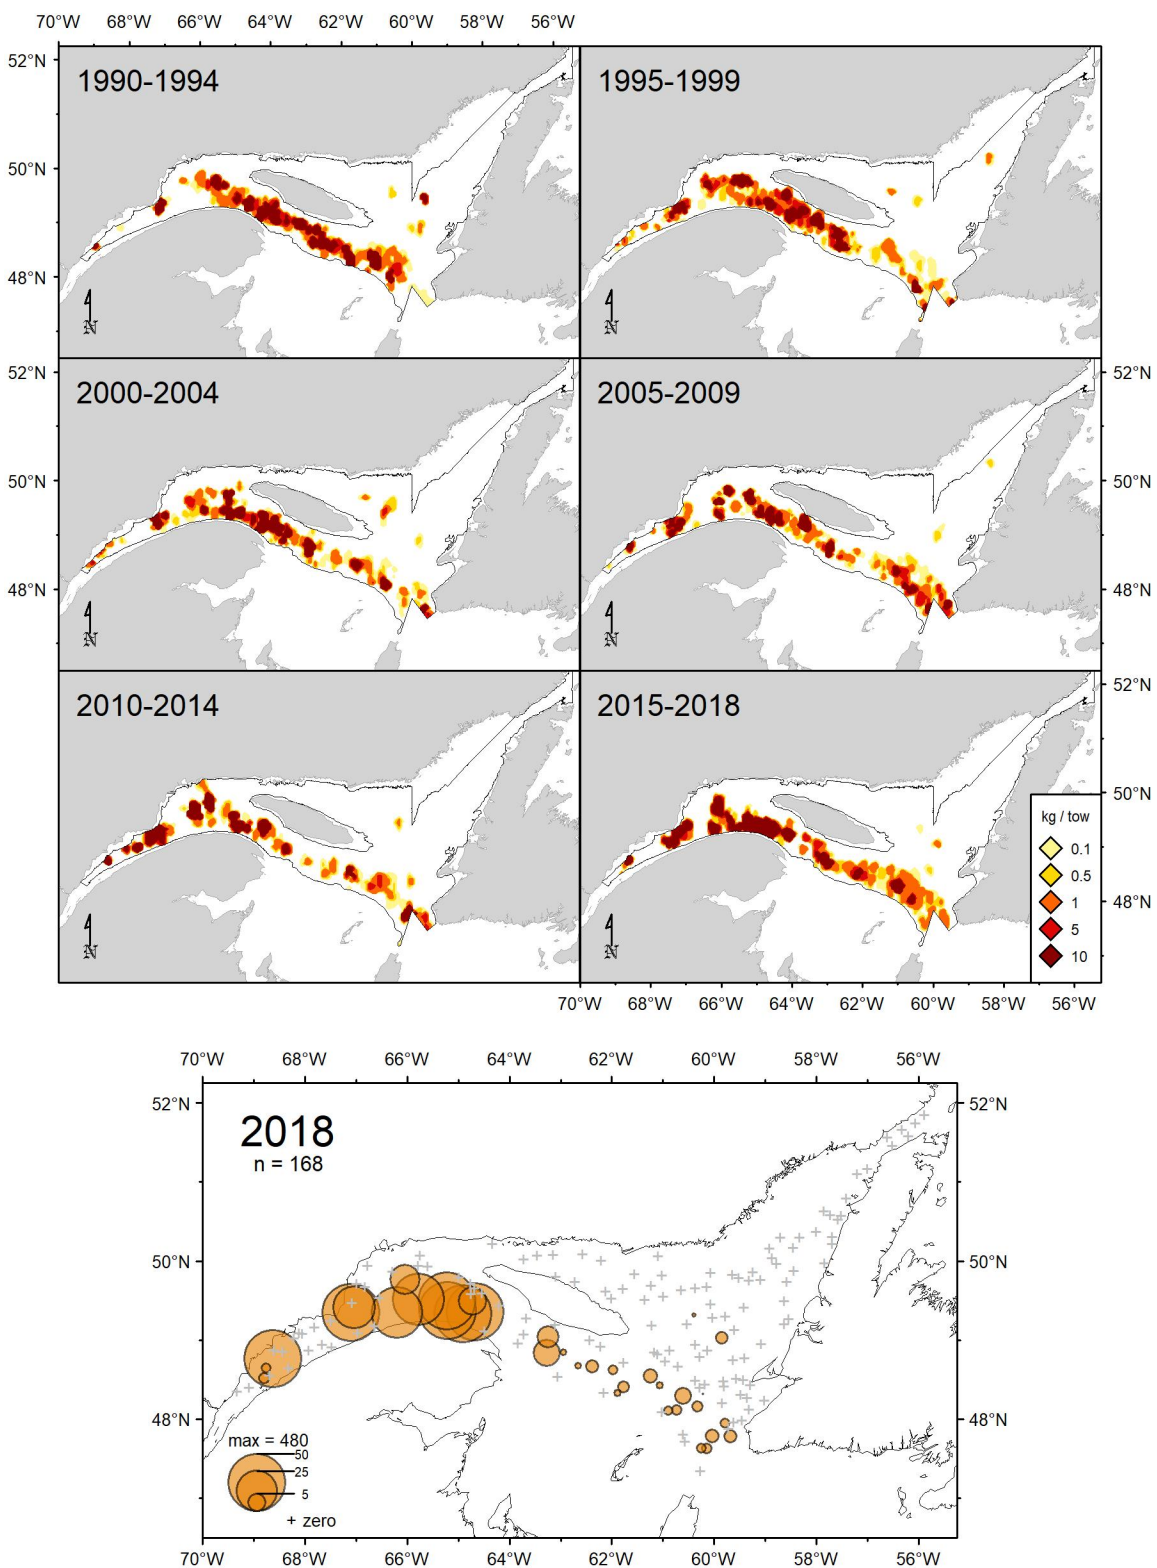 70°W 68°W 66°W 64°W 62°W 60°W 58°W 56°W
52°N
50°N
48°N
1990-1994
N
1995-1999
N
52°N
50°N
48°N
2000-2004
N
2005-2009
N
52°N
50°N
48°N
2010-2014
N
2015-2018
N
kg / tow
0.1
0.5
1
5
10
52°N
50°N
48°N
70°W 68°W 66°W 64°W 62°W 60°W 58°W 56°W
70°W 68°W 66°W 64°W 62°W 60°W 58°W 56°W
52°N
50°N
48°N
2018
n = 168
max = 480
50
25
5
+ zero
52°N
50°N
48°N
70°W 68°W 66°W 64°W 62°W 60°W 58°W 56°W